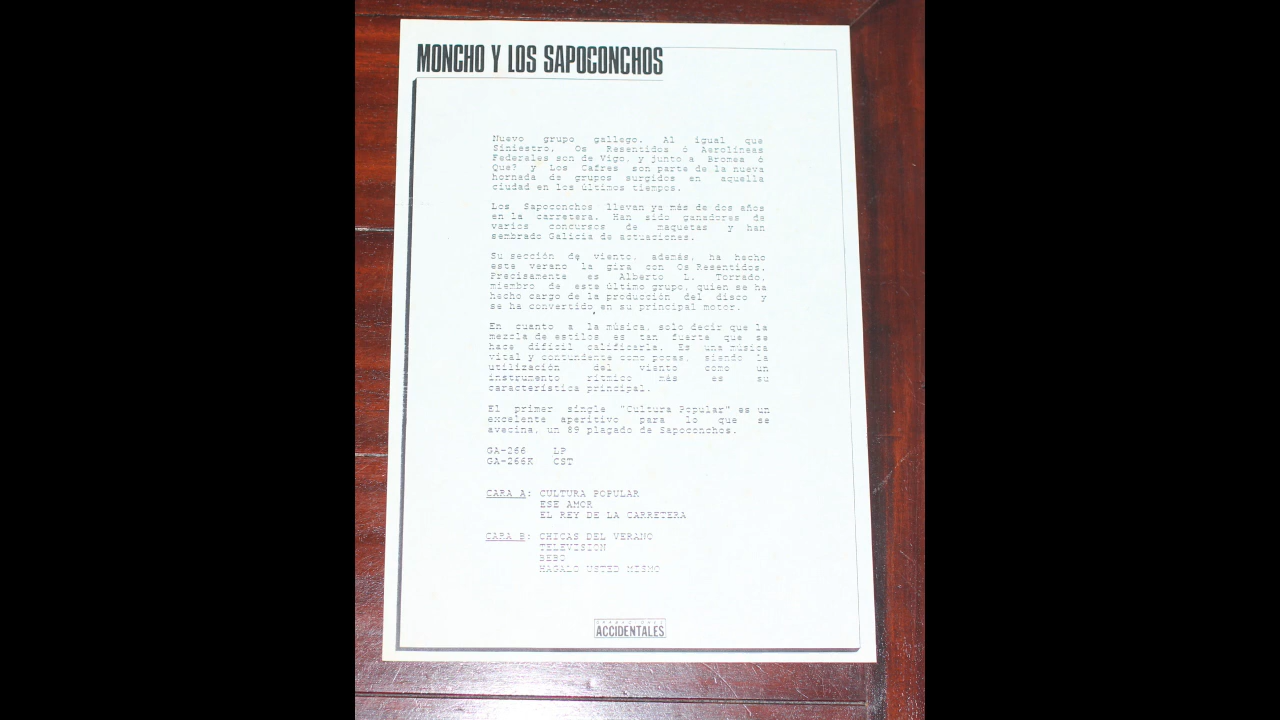 MONCHO Y LOS SAPOCONCHOS
Nuevo grupo gallego. Al igual que
Siniestro, Os Resentidos ó Aerolíneas
Federales son de Vigo, y junto a Bromea ó
Que? y Los Cafres son parte de la nueva
hornada de grupos surgidos en aquella
ciudad en los últimos tiempos.
Los Sapoconchos llevan ya más de dos años
en la carretera. Han sido ganadores de
varios concursos de maquetas y han
sembrado Galicia de actuaciones.
Su sección de viento, además, ha hecho
este verano la gira con Os Resentidos.
Precisamente es Alberto L. Torrado,
miembro de este último grupo, quien se ha
hecho cargo de la producción del disco y
se ha convertido en su principal motor.
En cuanto a la música, solo decir que la
mezcla de estilos es tan fuerte que se
hace difícil calificarla. Es una música
vital y contundente como pocas, siendo la
utilización del viento como un
instrumento rítmico más es su
característica principal.
El primer single "Cultura Popular" es un
excelente aperitivo para lo que se
avecina, un 89 plagado de Sapoconchos.
GA-266 LP
GA-266K CST
CARA A: CULTURA POPULAR
ESE AMOR
EL REY DE LA CARRETERA
CARA B: CHICAS DEL VERANO
TELEVISION
BEBO
HAGALO USTED MISMO
GRABACIONES
ACCIDENTALES